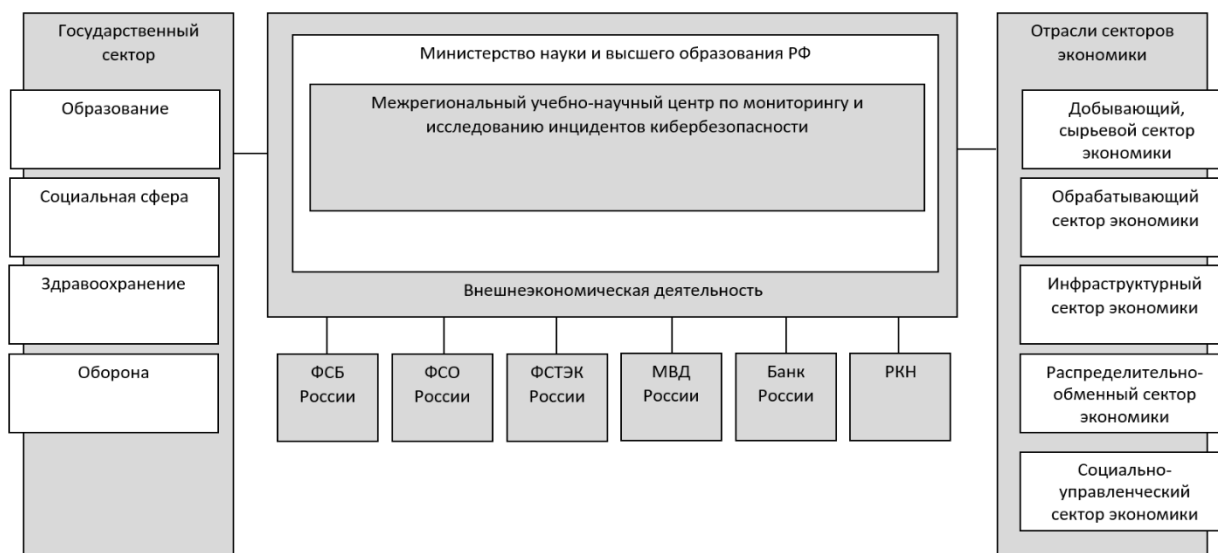 Государственный
сектор
Образование
Социальная сфера
Здравоохранение
Оборона
Министерство науки и высшего образования РФ
Межрегиональный учебно-научный центр по мониторингу и
исследованию инцидентов кибербезопасности
Внешнеэкономическая деятельность
ФСБ
России
ФСО
России
ФСТЭК
России
МВД
России
Банк
России
РКН
Отрасли секторов
экономики
Добывающий,
сырьевой сектор
экономики
Обрабатывающий
сектор экономики
Инфраструктурный
сектор экономики
Распределительно-
обменный сектор
экономики
Социально-
управленческий
сектор экономики